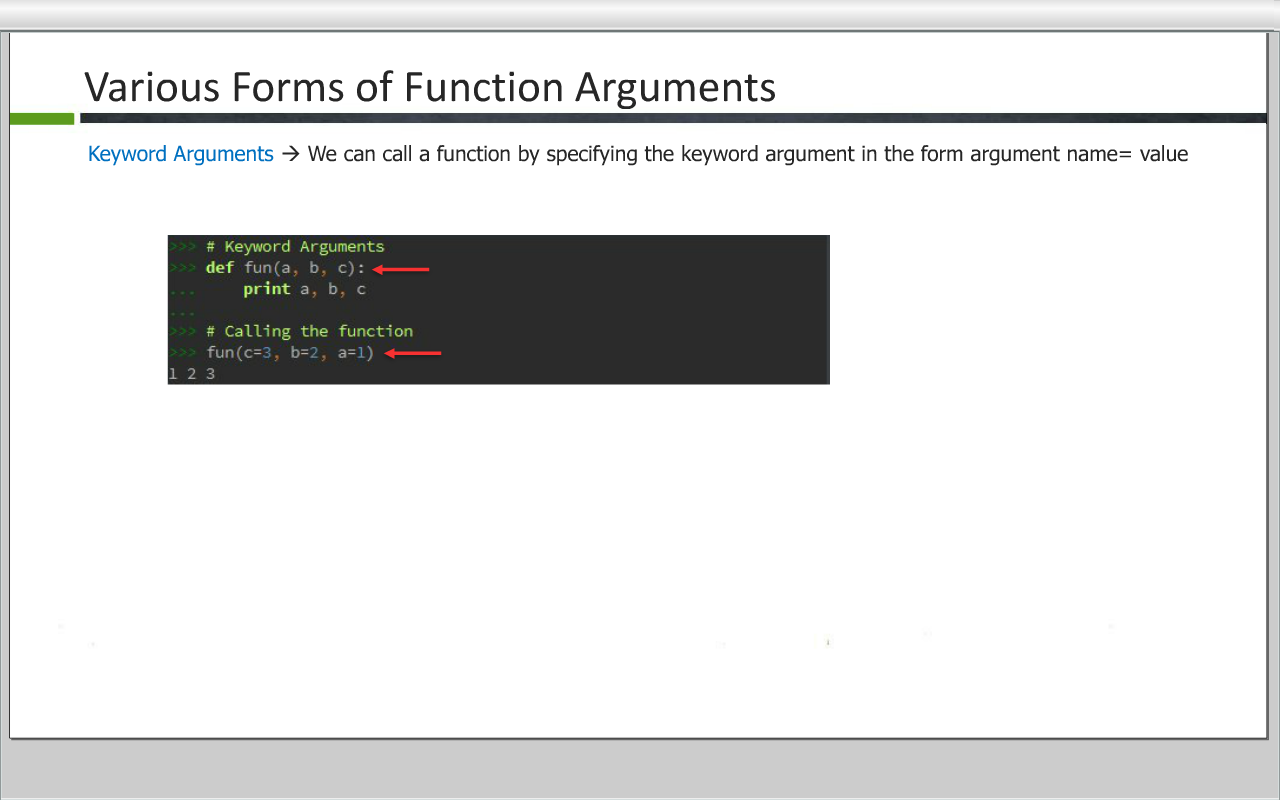 Various Forms of Function Arguments
Keyword Arguments → We can call a function by specifying the keyword argument in the form argument name= value
>>> # Keyword Arguments
>>> def fun(a, b, c):
...     print a, b, c
...
>>> # Calling the function
>>> fun(c=3, b=2, a=1)
1 2 3